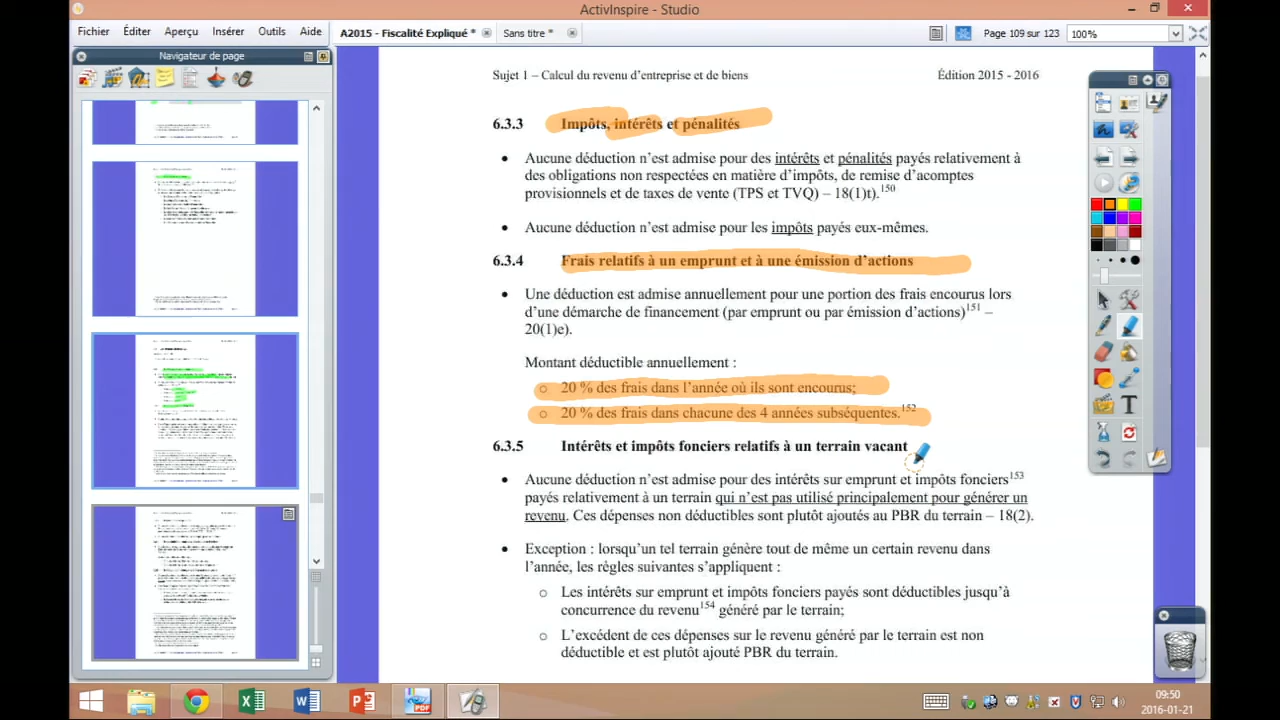 ActivInspire - Studio
Fichier Éditer Aperçu Insérer Outils Aide
A2015 - Fiscalité Expliqué *
Sans titre *
Page 109 sur 123
100%
Navigateur de page
Sujet 1 – Calcul du revenu d'entreprise et de biens
Édition 2015 - 2016
6.3.3 Impôts, intérêts et pénalités
• Aucune déduction n'est admise pour des intérêts et pénalités payés relativement à
des obligations non respectées en matière d'impôts, de remise d'acomptes
provisionnels et de taxes de vente (TPS et TVQ) – 18(1)t).150
• Aucune déduction n'est admise pour les impôts payés eux-mêmes.
6.3.4 Frais relatifs à un emprunt et à une émission d'actions
• Une déduction est admise annuellement pour une portion des frais encourus lors
d'une démarche de financement (par emprunt ou par émission d'actions)151 –
20(1)e).
Montant déductible annuellement :
o 20 % des frais dans l'année où ils sont encourus;
o 20 % des frais dans chacune des 4 années subséquentes.152
6.3.5 Intérêts et impôts fonciers relatifs à un terrain vacant
• Aucune déduction n'est admise pour des intérêts sur emprunt et impôts fonciers153
payés relativement à un terrain qui n'est pas utilisé principalement pour générer un
revenu. Ces dépenses non déductibles sont plutôt ajoutés au PBR du terrain – 18(2).
• Exception : lorsqu'un tel terrain génère tout de même un certain revenu dans
l'année, les règles suivantes s'appliquent :
o Les intérêts sur emprunt et impôts fonciers payés sont déductibles jusqu'à
concurrence du revenu154 généré par le terrain;
o L'excédent de ces dépenses sur le revenu généré par le terrain est non
déductible et est plutôt ajouté PBR du terrain.
09:50
2016-01-21